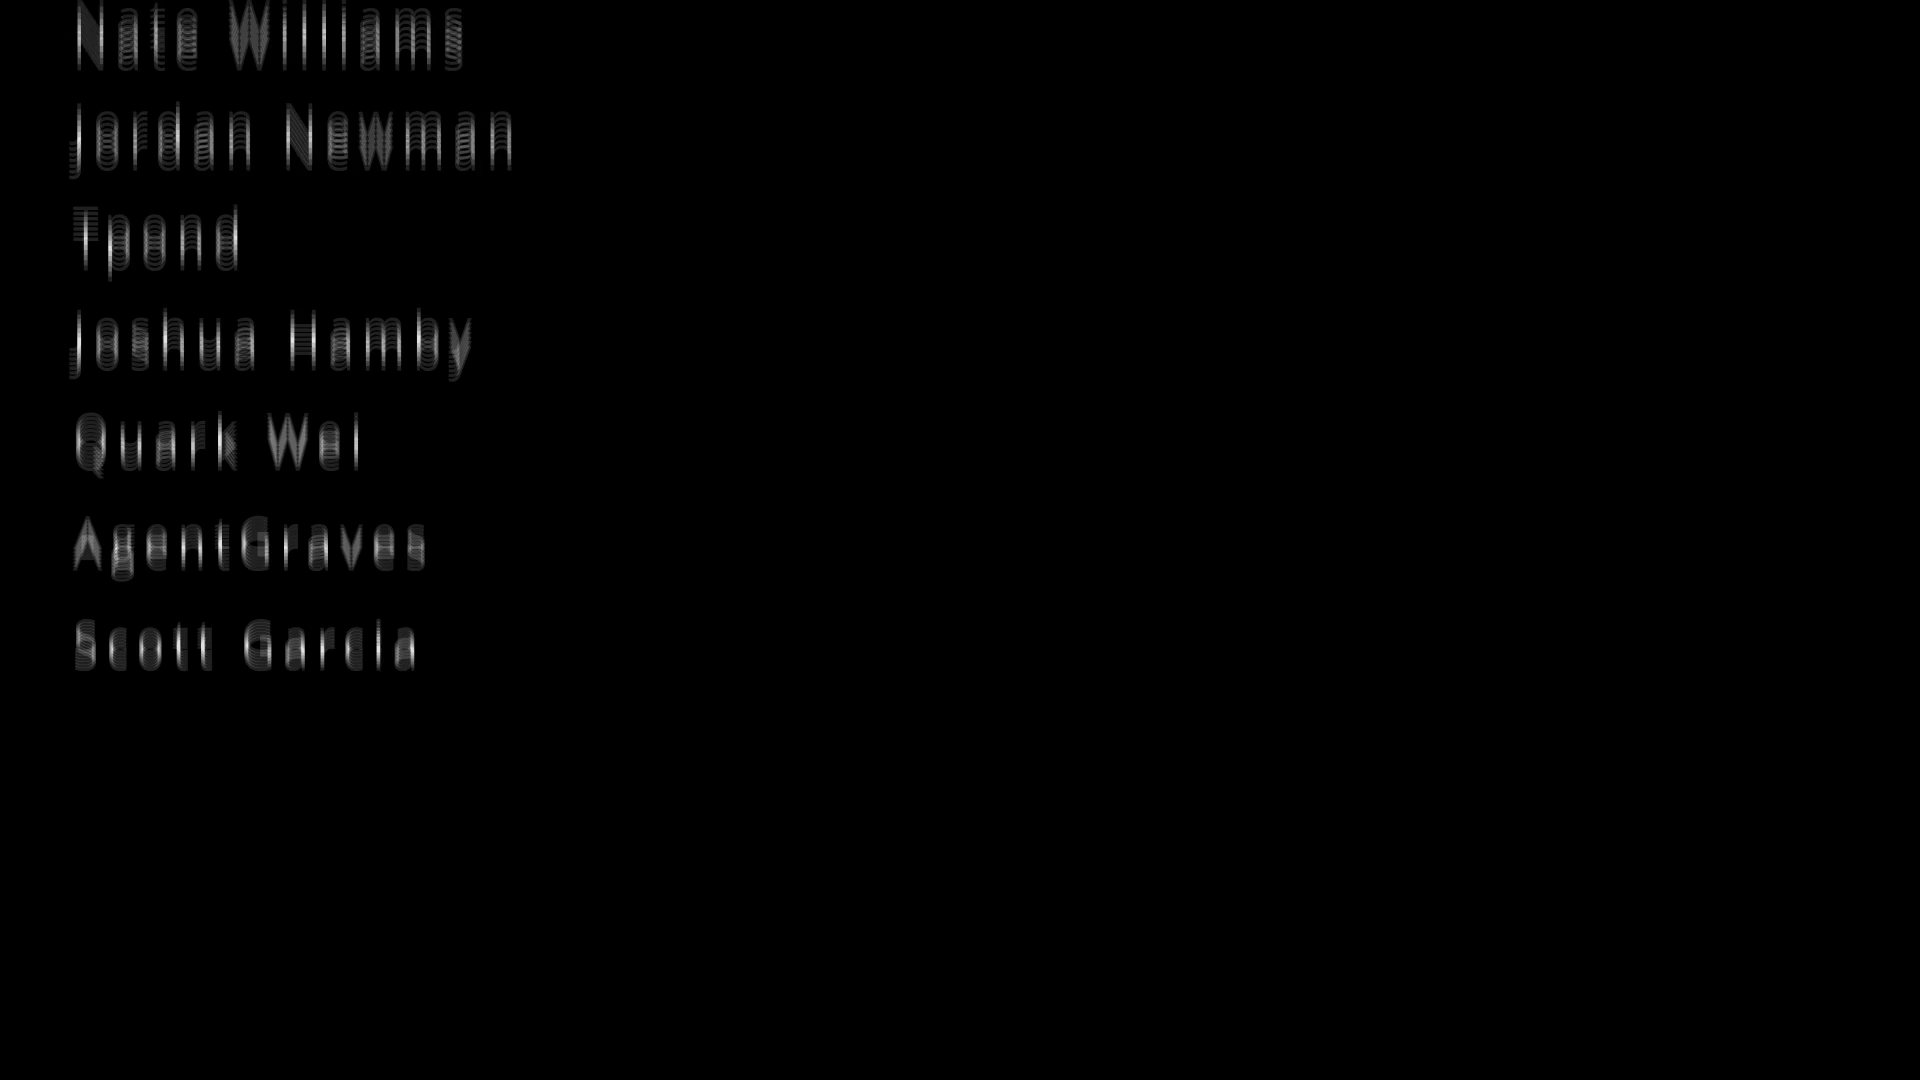 Nate Williams
Jordan Newman
Tpond
Joshua Hamby
Quark Wei
AgentGraves
Scott Garcia